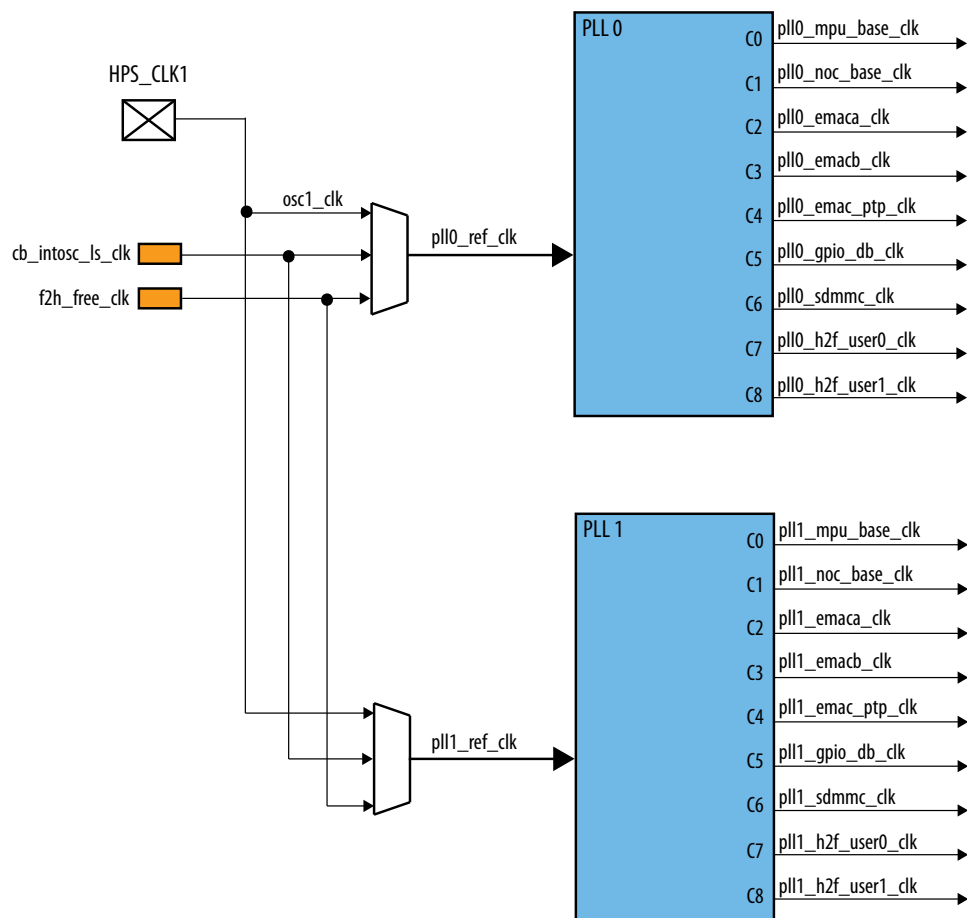 HPS_CLK1
osc1_clk
cb_intosc_ls_clk
f2h_free_clk
pll0_ref_clk
PLL 0
C0 pll0_mpu_base_clk
C1 pll0_noc_base_clk
C2 pll0_emaca_clk
C3 pll0_emacb_clk
C4 pll0_emac_ptp_clk
C5 pll0_gpio_db_clk
C6 pll0_sdmmc_clk
C7 pll0_h2f_user0_clk
C8 pll0_h2f_user1_clk
pll1_ref_clk
PLL 1
C0 pll1_mpu_base_clk
C1 pll1_noc_base_clk
C2 pll1_emaca_clk
C3 pll1_emacb_clk
C4 pll1_emac_ptp_clk
C5 pll1_gpio_db_clk
C6 pll1_sdmmc_clk
C7 pll1_h2f_user0_clk
C8 pll1_h2f_user1_clk